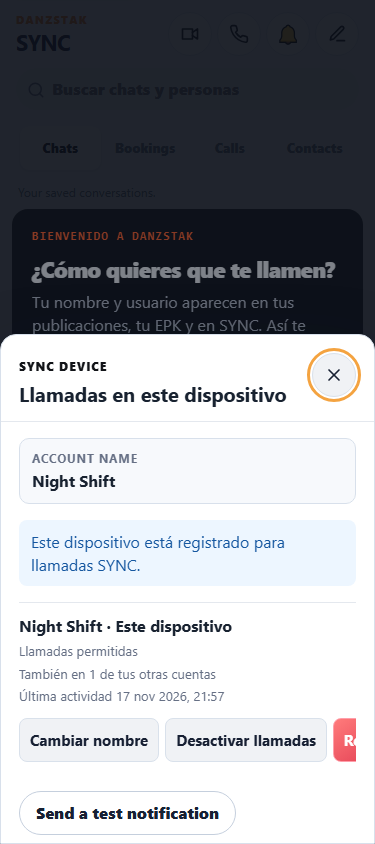 DANZSTAK
SYNC
Buscar chats y personas
Chats Bookings Calls Contacts
Your saved conversations.
BIENVENIDO A DANZSTAK
¿Cómo quieres que te llamen?
Tu nombre y usuario aparecen en tus
publicaciones, tu EPK y en SYNC. Así te
SYNC DEVICE
Llamadas en este dispositivo
ACCOUNT NAME
Night Shift
Este dispositivo está registrado para
llamadas SYNC.
Night Shift · Este dispositivo
Llamadas permitidas
También en 1 de tus otras cuentas
Última actividad 17 nov 2026, 21:57
Cambiar nombre Desactivar llamadas
Send a test notification